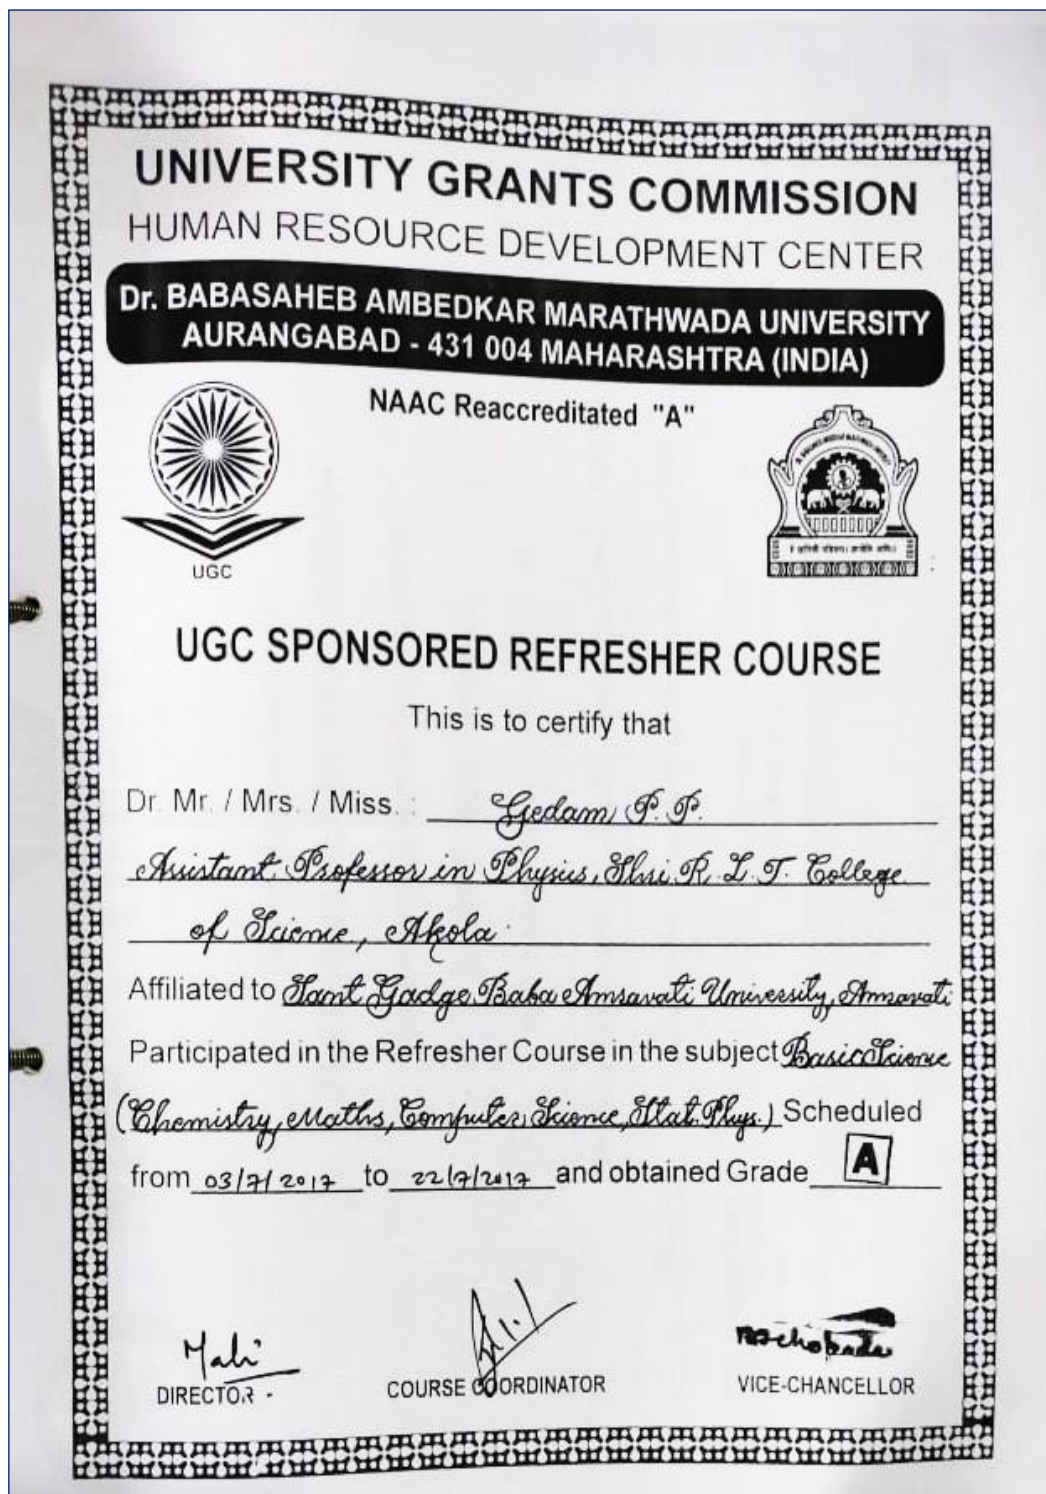 UNIVERSITY GRANTS COMMISSION
HUMAN RESOURCE DEVELOPMENT CENTER
Dr. BABASAHEB AMBEDKAR MARATHWADA UNIVERSITY
AURANGABAD - 431 004 MAHARASHTRA (INDIA)
NAAC Reaccreditated "A"
UGC
UGC SPONSORED REFRESHER COURSE
This is to certify that
Dr. Mr. / Mrs. / Miss. : Gedam P. P.
Assistant Professor in Physics, Shri R. L. T. College
of Science, Akola.
Affiliated to Sant Gadge Baba Amravati University, Amravati
Participated in the Refresher Course in the subject Basic Science
(Chemistry, Maths, Computer Science, Stat. Phys.) Scheduled
from 03/7/2017 to 22/7/2017 and obtained Grade A
DIRECTOR -
COURSE COORDINATOR
VICE-CHANCELLOR